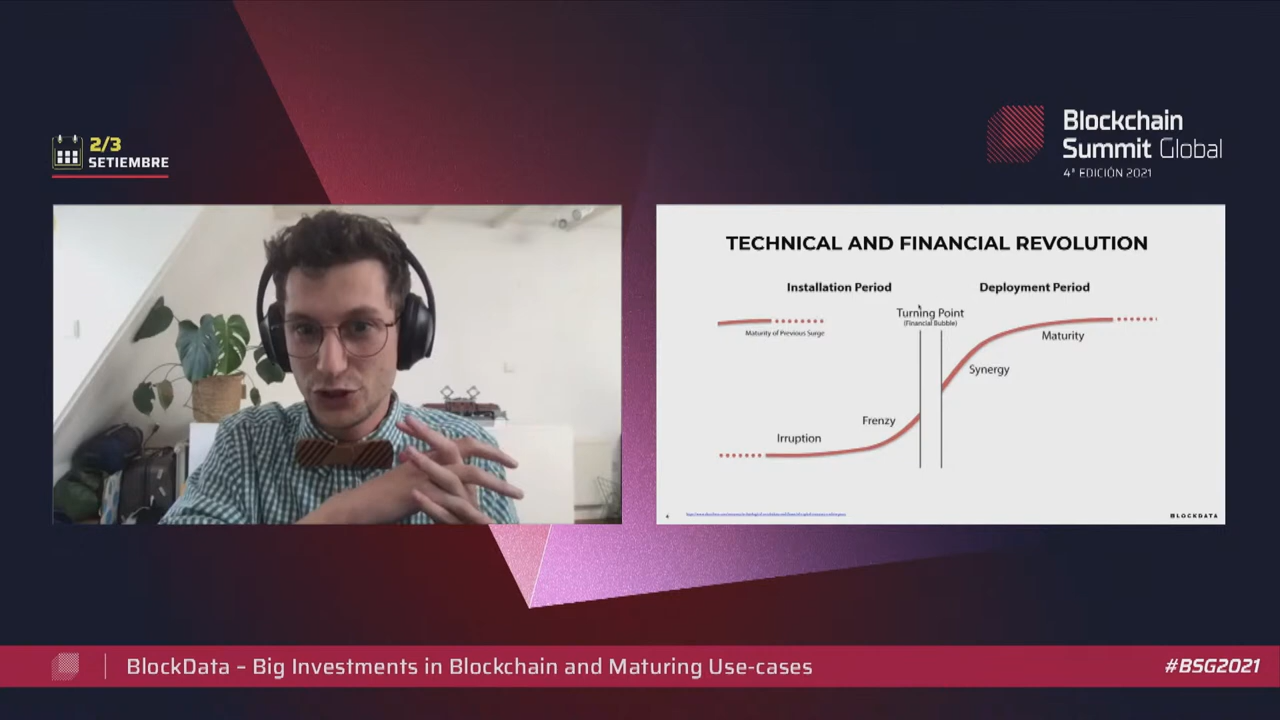 2/3
SETIEMBRE
Blockchain
Summit Global
4ª EDICIÓN 2021
TECHNICAL AND FINANCIAL REVOLUTION
Installation Period
Deployment Period
Turning Point
(Financial Bubble)
Maturity of Previous Surge
Maturity
Synergy
Frenzy
Irruption
6
BLOCKDATA
BlockData – Big Investments in Blockchain and Maturing Use-cases
#BSG2021